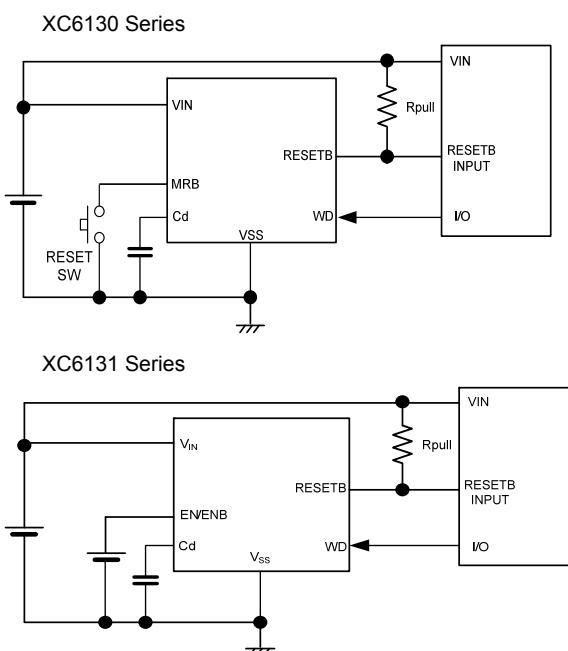 XC6130 Series
VIN
VIN
Rpull
RESETB
RESETB
INPUT
MRB
Cd
WD
I/O
VSS
RESET
SW
XC6131 Series
VIN
VIN
Rpull
RESETB
RESETB
INPUT
EN/ENB
Cd
WD
I/O
VSS